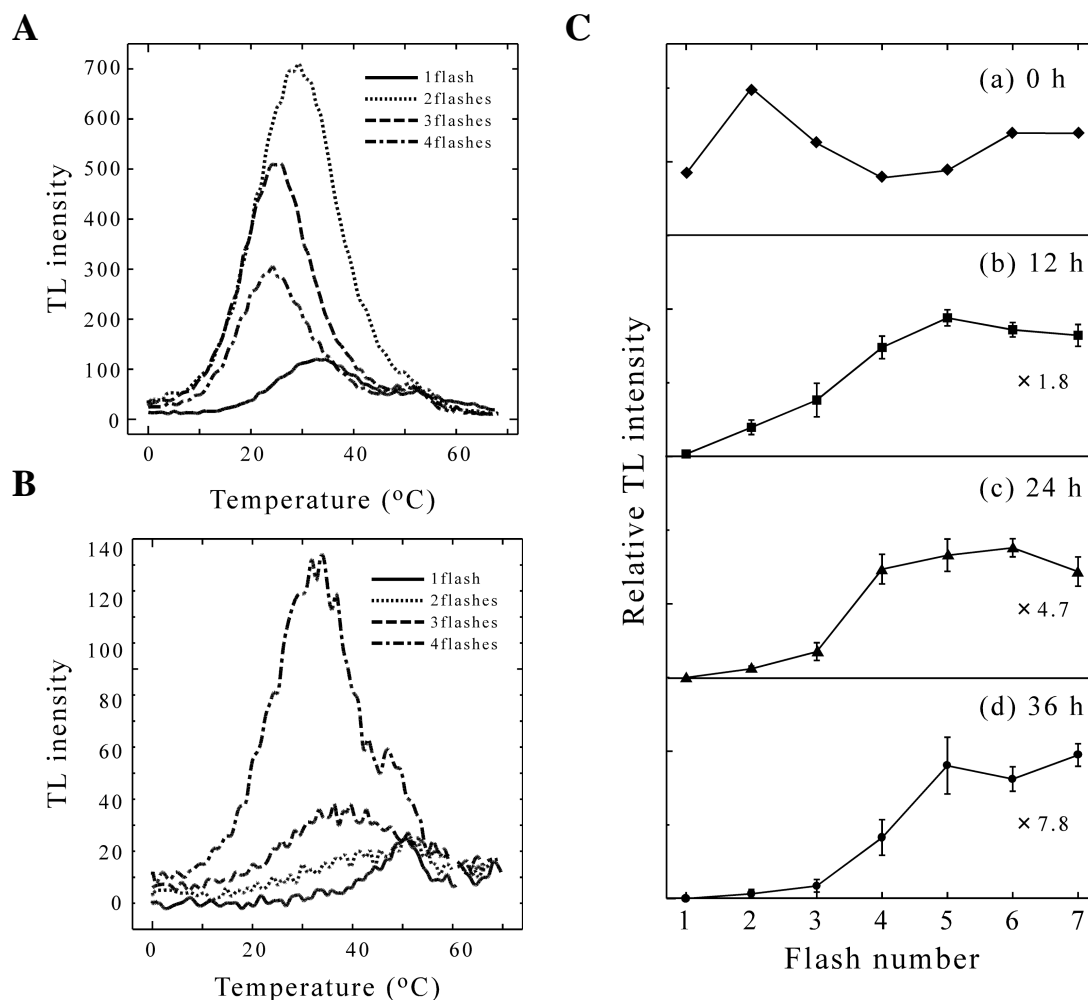 A
700
600
500
400
300
200
100
0
TL inensity
1flash
2flashes
3flashes
4flashes
0 20 40 60
Temperature (°C)
B
140
120
100
80
60
40
20
0
TL inensity
1flash
2flashes
3flashes
4flashes
0 20 40 60
Temperature (°C)
C
Relative TL intensity
(a) 0 h
(b) 12 h
×1.8
(c) 24 h
×4.7
(d) 36 h
×7.8
1 2 3 4 5 6 7
Flash number